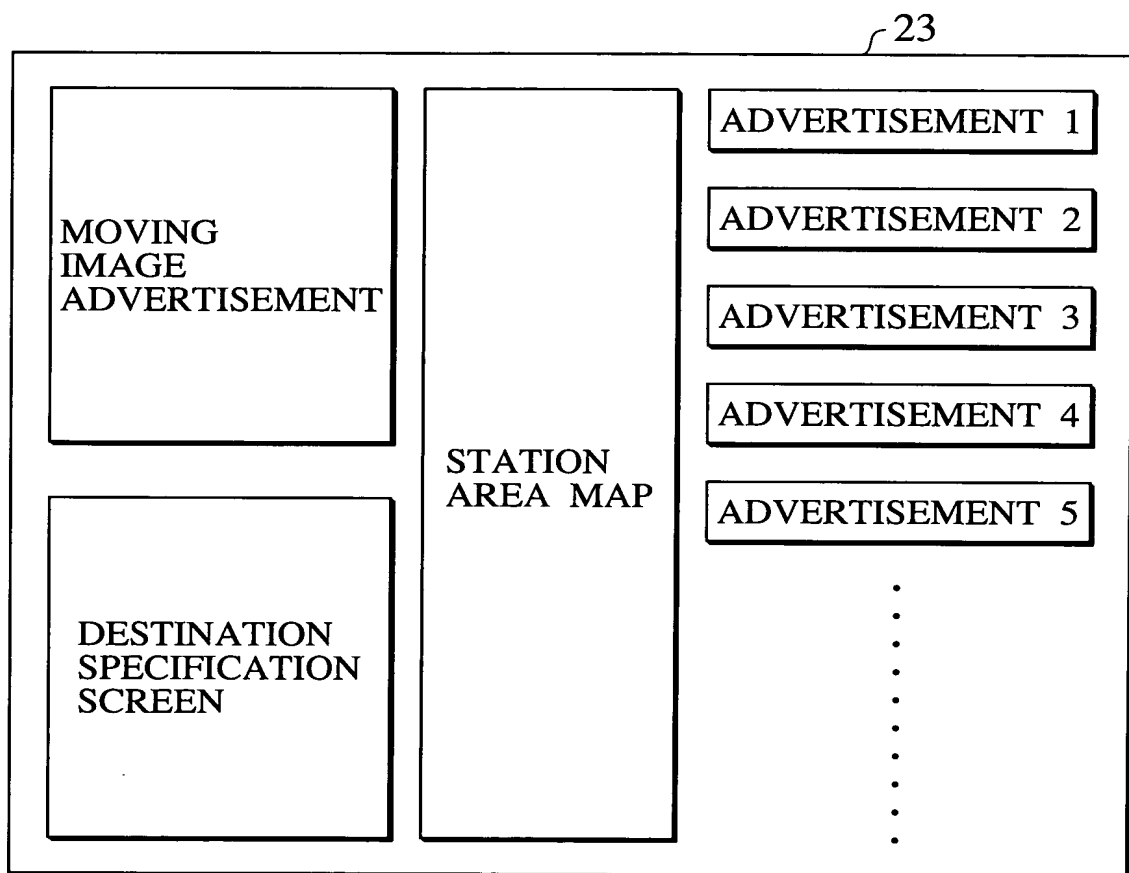 23
MOVING
IMAGE
ADVERTISEMENT
DESTINATION
SPECIFICATION
SCREEN
STATION
AREA MAP
ADVERTISEMENT 1
ADVERTISEMENT 2
ADVERTISEMENT 3
ADVERTISEMENT 4
ADVERTISEMENT 5